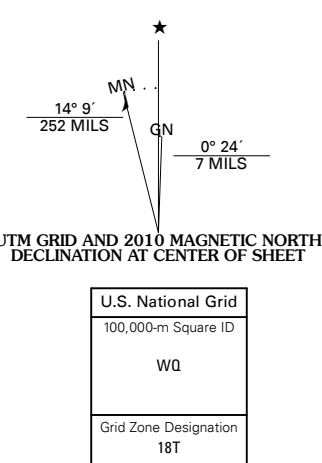 ★
MN
14° 9´
252 MILS
GN
0° 24´
7 MILS
UTM GRID AND 2010 MAGNETIC NORTH
DECLINATION AT CENTER OF SHEET
U.S. National Grid
100,000-m Square ID
WQ
Grid Zone Designation
18T